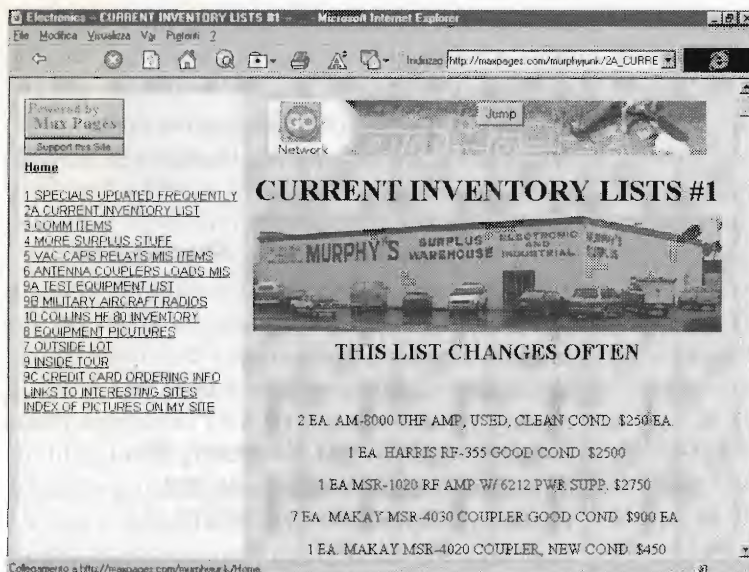 Electronics - CURRENT INVENTORY LISTS #1 - - Microsoft Internet Explorer
File Modifica Visualizza Vai Preferiti ?
Indirizzo http://maxpages.com/murphyjunk/2A_CURRE
Powered by
Max Pages
Support this Site
Home
1 SPECIALS UPDATED FREQUENTLY
2A CURRENT INVENTORY LIST
3 COMM ITEMS
4 MORE SURPLUS STUFF
5 VAC CAPS RELAYS MIS ITEMS
6 ANTENNA COUPLERS LOADS MIS
9A TEST EQUIPMENT LIST
9B MILITARY AIRCRAFT RADIOS
10 COLLINS HF 80 INVENTORY
8 EQUIPMENT PICUTURES
7 OUTSIDE LOT
9 INSIDE TOUR
9C CREDIT CARD ORDERING INFO
LINKS TO INTERESTING SITES
INDEX OF PICTURES ON MY SITE
GO
Network
Jump
CURRENT INVENTORY LISTS #1
MURPHY'S SURPLUS WAREHOUSE ELECTRONIC AND INDUSTRIAL
THIS LIST CHANGES OFTEN
2 EA. AM-8000 UHF AMP, USED, CLEAN COND. $250 EA.
1 EA. HARRIS RF-355 GOOD COND. $2500
1 EA MSR-1020 RF AMP W/ 6212 PWR SUPP. $2750
7 EA. MAKAY MSR-4030 COUPLER GOOD COND. $900 EA
1 EA. MAKAY MSR-4020 COUPLER, NEW COND. $450
Collegamento a http://maxpages.com/murphyjunk/Home